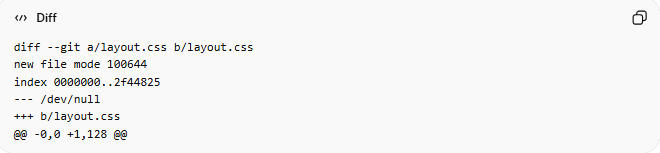 Diff
diff --git a/layout.css b/layout.css
new file mode 100644
index 0000000..2f44825
--- /dev/null
+++ b/layout.css
@@ -0,0 +1,128 @@